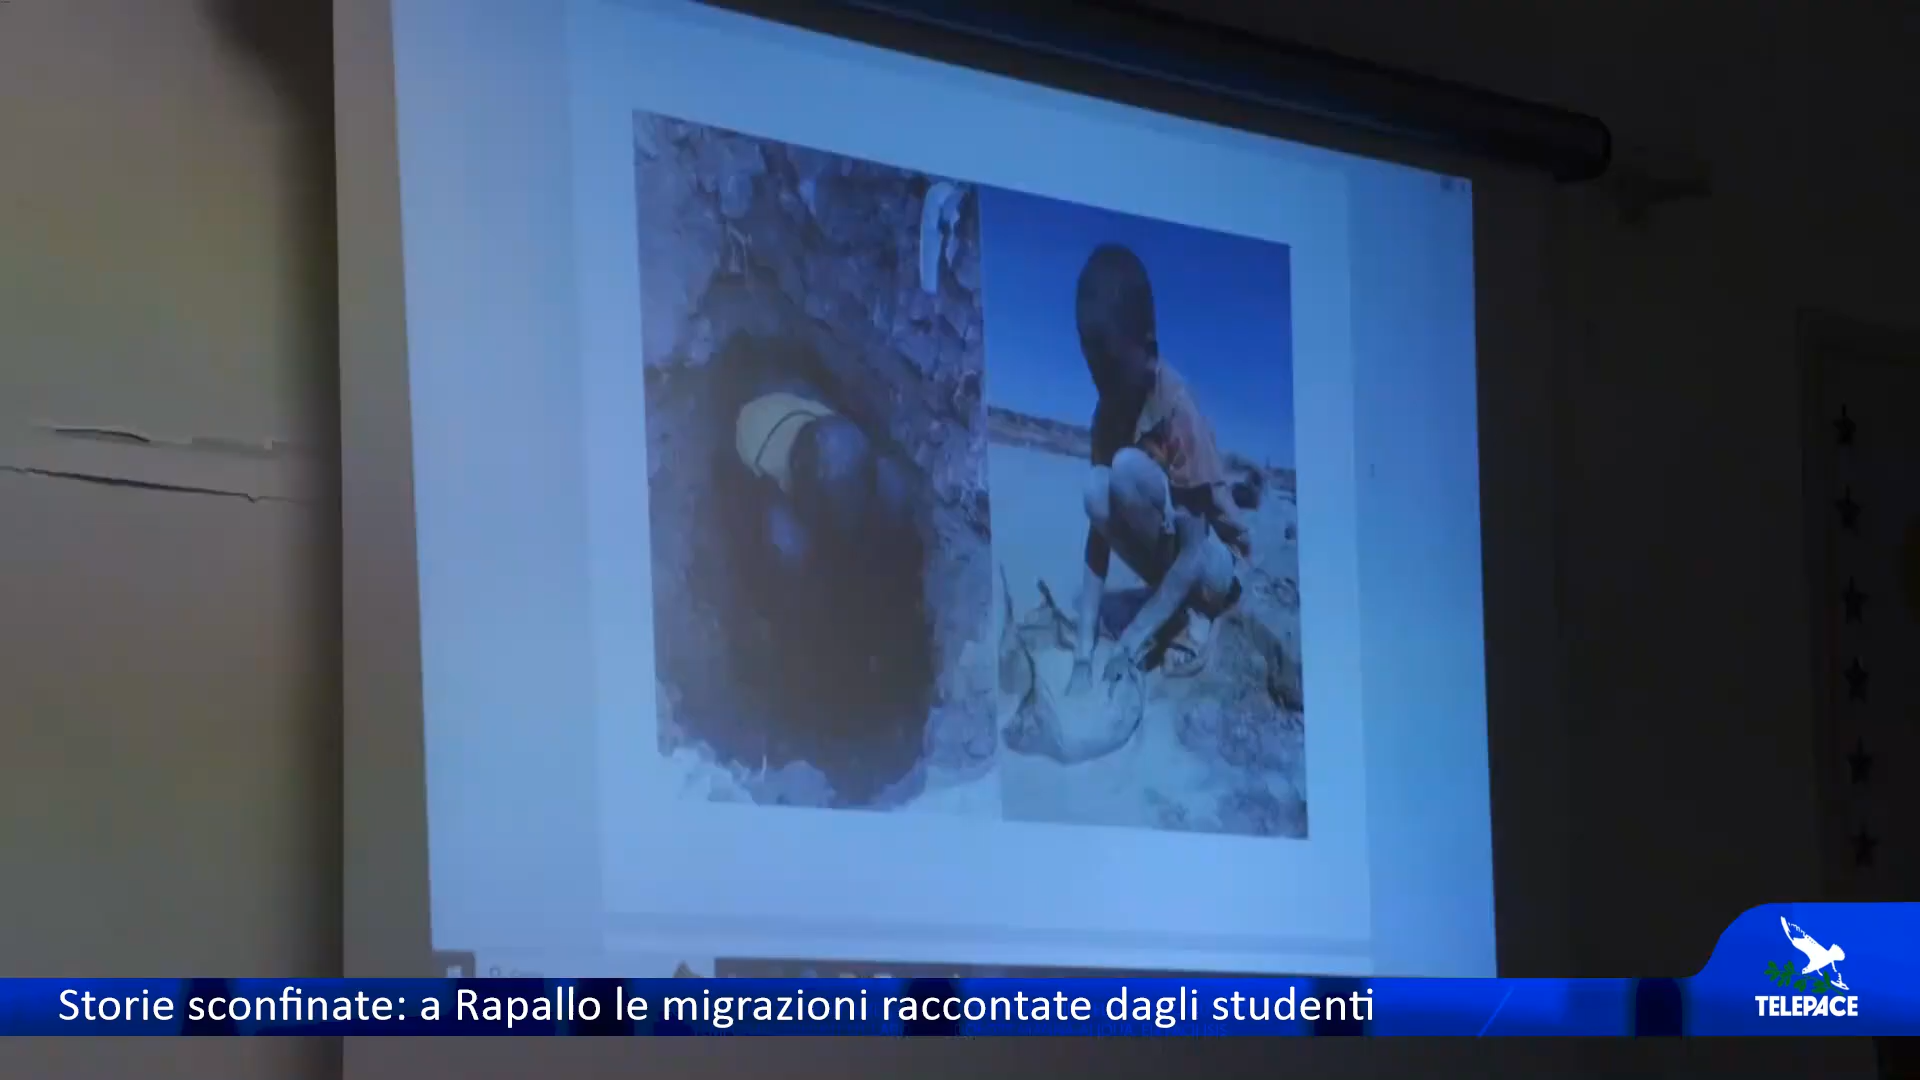 Storie sconfinate: a Rapallo le migrazioni raccontate dagli studenti
TELEPACE